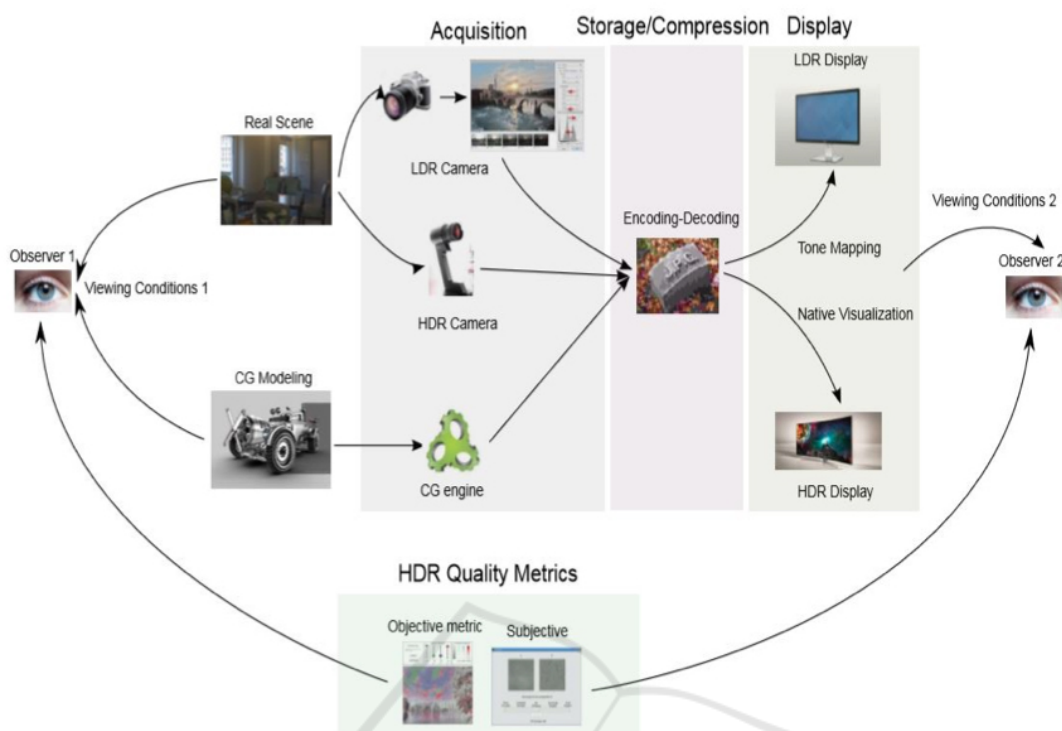 Acquisition
Storage/Compression
Display
LDR Display
Real Scene
LDR Camera
Encoding-Decoding
Viewing Conditions 2
Tone Mapping
Observer 1
Observer 2
Viewing Conditions 1
HDR Camera
Native Visualization
CG Modeling
CG engine
HDR Display
HDR Quality Metrics
Objective metric
Subjective